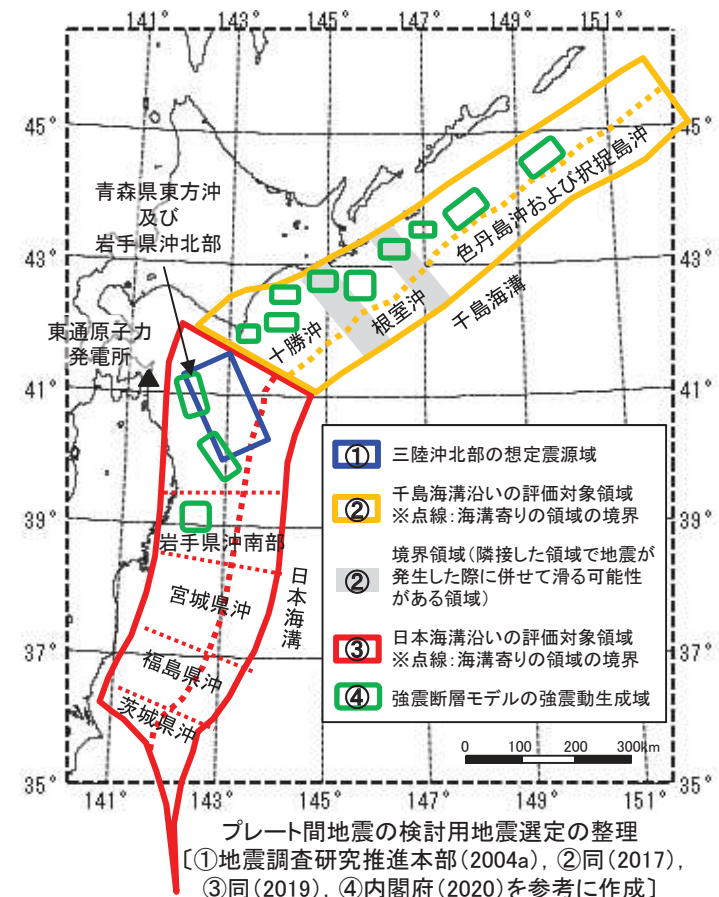 141° 143° 145° 147° 149° 151°
45°
43°
41°
39°
37°
35°
45°
43°
41°
39°
37°
35°
青森県東方沖
及び
岩手県沖北部
東通原子力
発電所
色丹島沖および択捉島沖
根室沖
千島海溝
十勝沖
岩手県沖南部
宮城県沖
福島県沖
茨城県沖
日本海溝
① 三陸沖北部の想定震源域
② 千島海溝沿いの評価対象領域
※点線:海溝寄りの領域の境界
② 境界領域(隣接した領域で地震が
発生した際に併せて滑る可能性
がある領域)
③ 日本海溝沿いの評価対象領域
※点線:海溝寄りの領域の境界
④ 強震断層モデルの強震動生成域
0 100 200 300km
141° 143° 145° 147° 149° 151°
プレート間地震の検討用地震選定の整理
〔①地震調査研究推進本部(2004a),②同(2017),
③同(2019),④内閣府(2020)を参考に作成〕